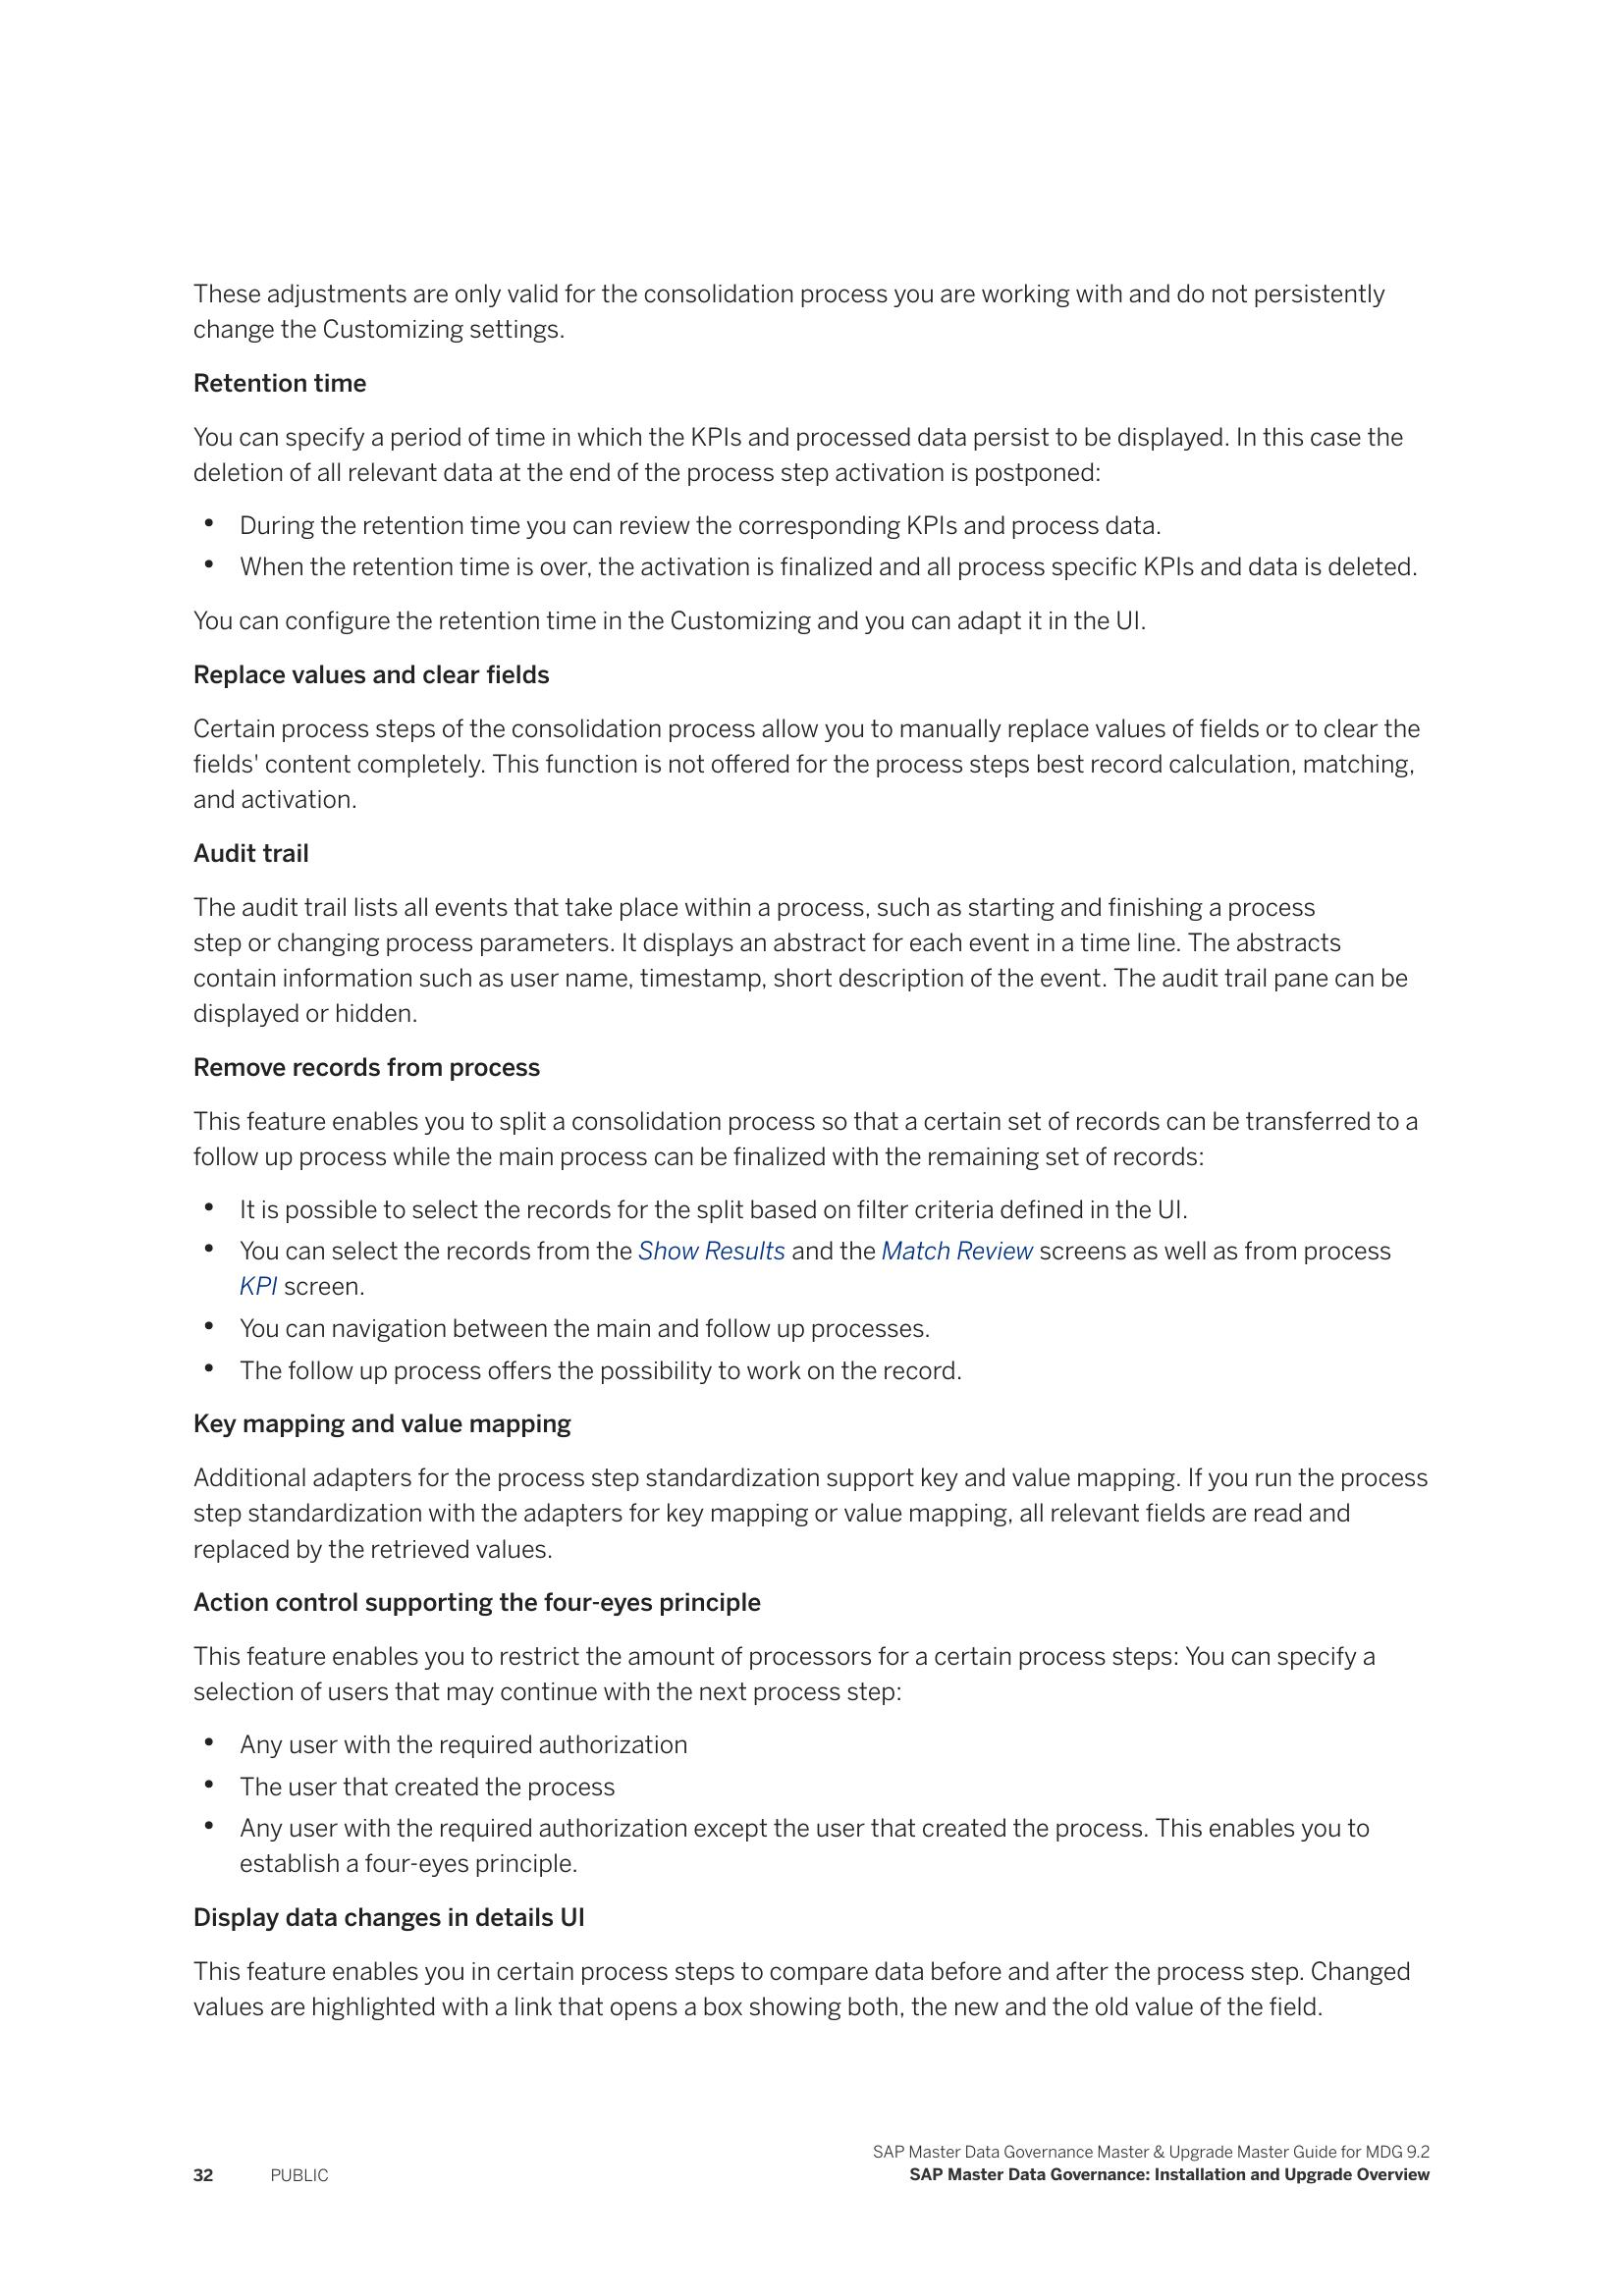 These adjustments are only valid for the consolidation process you are working with and do not persistently
change the Customizing settings.
Retention time
You can specify a period of time in which the KPIs and processed data persist to be displayed. In this case the
deletion of all relevant data at the end of the process step activation is postponed:
• During the retention time you can review the corresponding KPIs and process data.
• When the retention time is over, the activation is finalized and all process specific KPIs and data is deleted.
You can configure the retention time in the Customizing and you can adapt it in the UI.
Replace values and clear fields
Certain process steps of the consolidation process allow you to manually replace values of fields or to clear the
fields' content completely. This function is not offered for the process steps best record calculation, matching,
and activation.
Audit trail
The audit trail lists all events that take place within a process, such as starting and finishing a process
step or changing process parameters. It displays an abstract for each event in a time line. The abstracts
contain information such as user name, timestamp, short description of the event. The audit trail pane can be
displayed or hidden.
Remove records from process
This feature enables you to split a consolidation process so that a certain set of records can be transferred to a
follow up process while the main process can be finalized with the remaining set of records:
• It is possible to select the records for the split based on filter criteria defined in the UI.
• You can select the records from the Show Results and the Match Review screens as well as from process
KPI screen.
• You can navigation between the main and follow up processes.
• The follow up process offers the possibility to work on the record.
Key mapping and value mapping
Additional adapters for the process step standardization support key and value mapping. If you run the process
step standardization with the adapters for key mapping or value mapping, all relevant fields are read and
replaced by the retrieved values.
Action control supporting the four-eyes principle
This feature enables you to restrict the amount of processors for a certain process steps: You can specify a
selection of users that may continue with the next process step:
• Any user with the required authorization
• The user that created the process
• Any user with the required authorization except the user that created the process. This enables you to
establish a four-eyes principle.
Display data changes in details UI
This feature enables you in certain process steps to compare data before and after the process step. Changed
values are highlighted with a link that opens a box showing both, the new and the old value of the field.
SAP Master Data Governance Master & Upgrade Master Guide for MDG 9.2
32 PUBLIC SAP Master Data Governance: Installation and Upgrade Overview